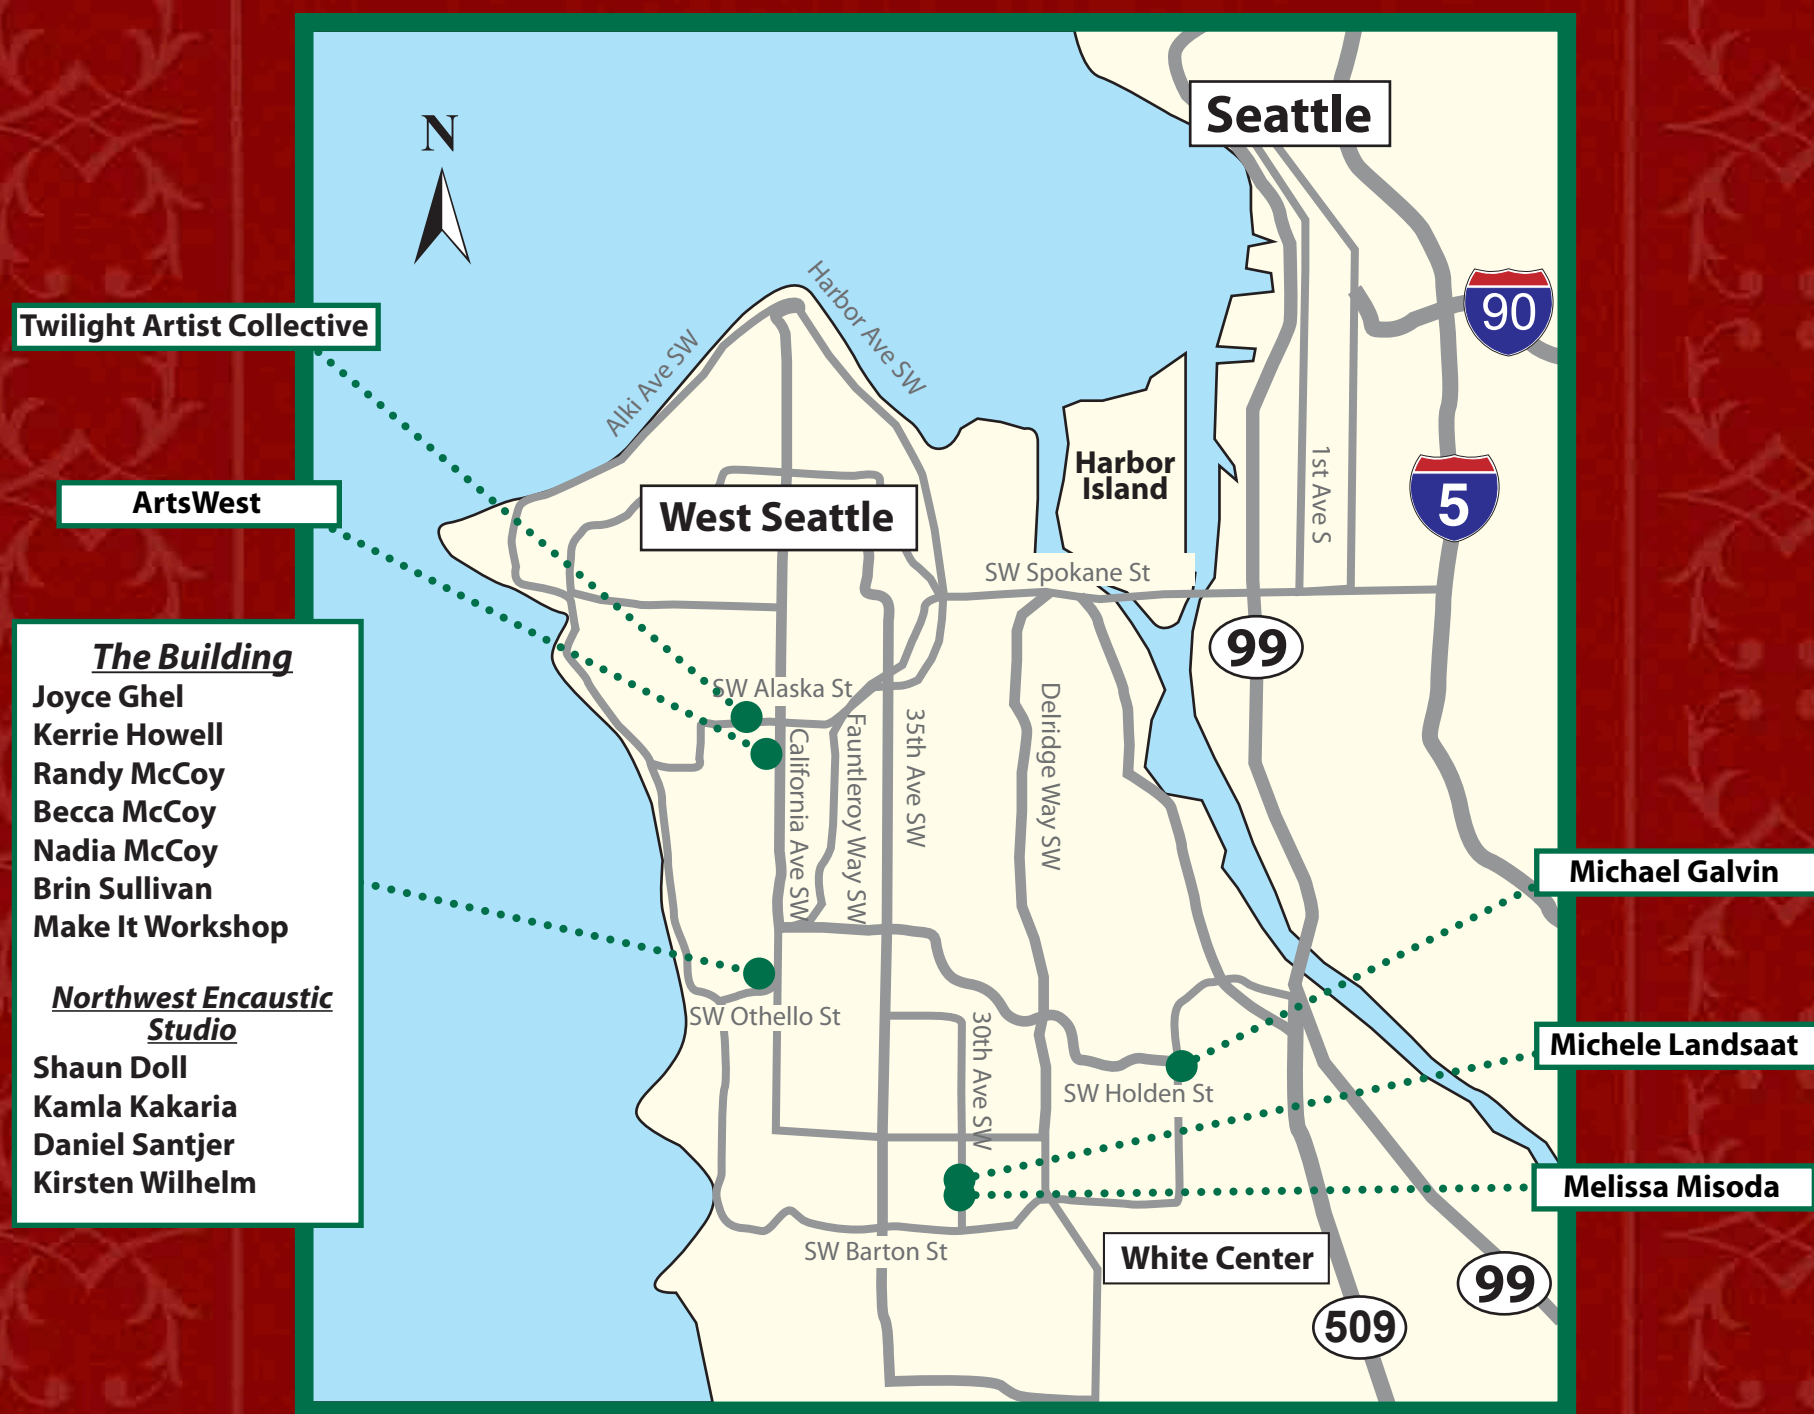 Seattle
N
Harbor Ave SW
90
Twilight Artist Collective
Alki Ave SW
Harbor
Island
1st Ave S
5
ArtsWest
West Seattle
SW Spokane St
99
The Building
Joyce Ghel
Kerrie Howell
Randy McCoy
Becca McCoy
Nadia McCoy
Brin Sullivan
Make It Workshop
Northwest Encaustic
Studio
Shaun Doll
Kamla Kakaria
Daniel Santjer
Kirsten Wilhelm
SW Alaska St
California Ave SW
Fauntleroy Way SW
35th Ave SW
Delridge Way SW
Michael Galvin
SW Othello St
30th Ave SW
Michele Landsaat
SW Holden St
Melissa Misoda
SW Barton St
White Center
99
509